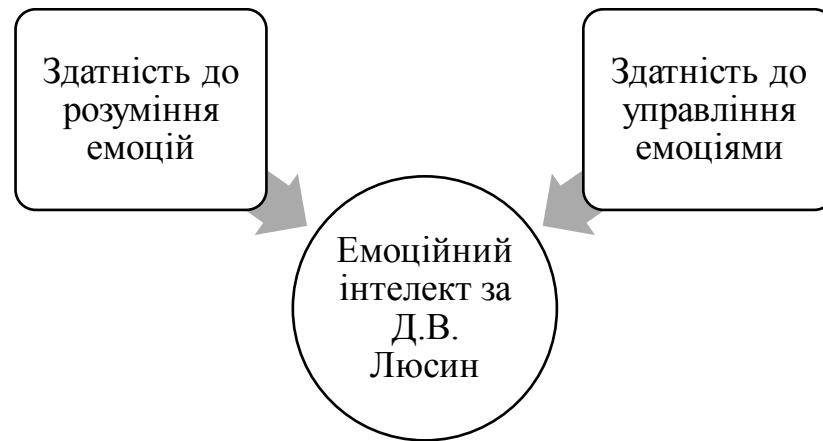 Здатність до
розуміння
емоцій
Здатність до
управління
емоціями
Емоційний
інтелект за
Д.В.
Люсин